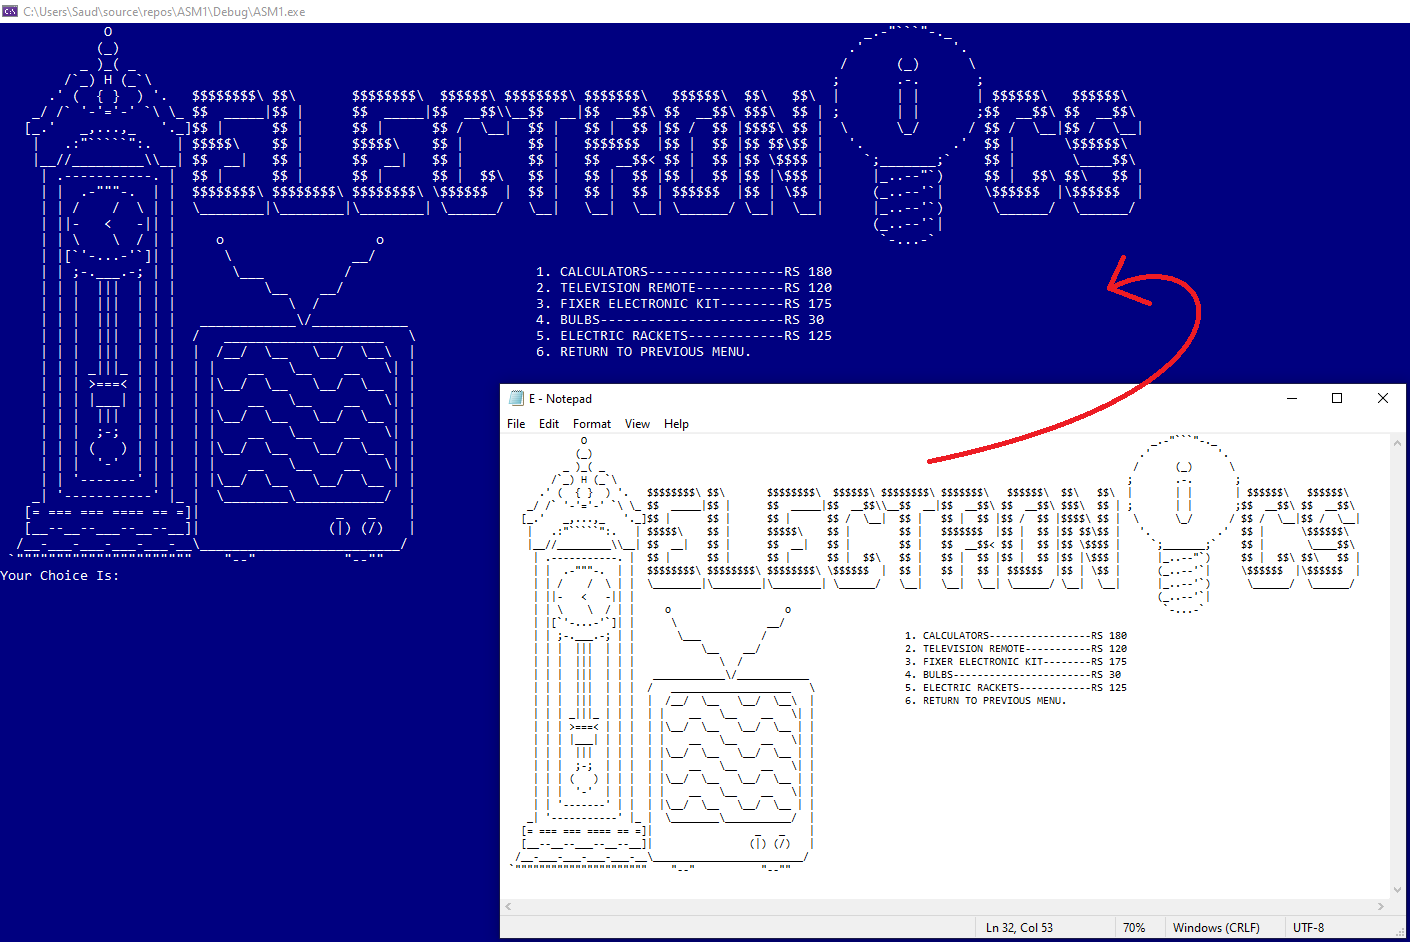 C:\Users\Saud\source\repos\ASM1\Debug\ASM1.exe
ELECTRONICS
1. CALCULATORS-----------------RS 180
2. TELEVISION REMOTE-----------RS 120
3. FIXER ELECTRONIC KIT--------RS 175
4. BULBS-----------------------RS 30
5. ELECTRIC RACKETS------------RS 125
6. RETURN TO PREVIOUS MENU.
Your Choice Is:
E - Notepad
File Edit Format View Help
ELECTRONICS
1. CALCULATORS-----------------RS 180
2. TELEVISION REMOTE-----------RS 120
3. FIXER ELECTRONIC KIT--------RS 175
4. BULBS-----------------------RS 30
5. ELECTRIC RACKETS------------RS 125
6. RETURN TO PREVIOUS MENU.
Ln 32, Col 53 70% Windows (CRLF) UTF-8